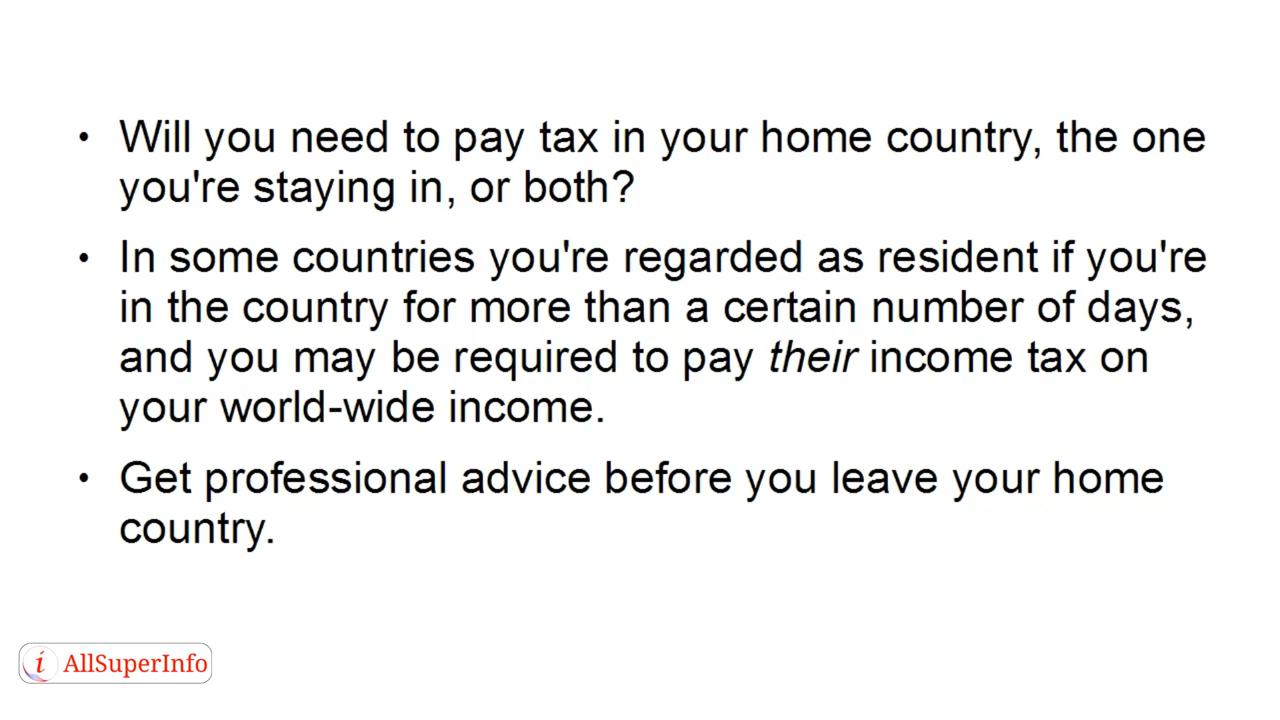 • Will you need to pay tax in your home country, the one
you're staying in, or both?
• In some countries you're regarded as resident if you're
in the country for more than a certain number of days,
and you may be required to pay their income tax on
your world-wide income.
• Get professional advice before you leave your home
country.
i AllSuperInfo